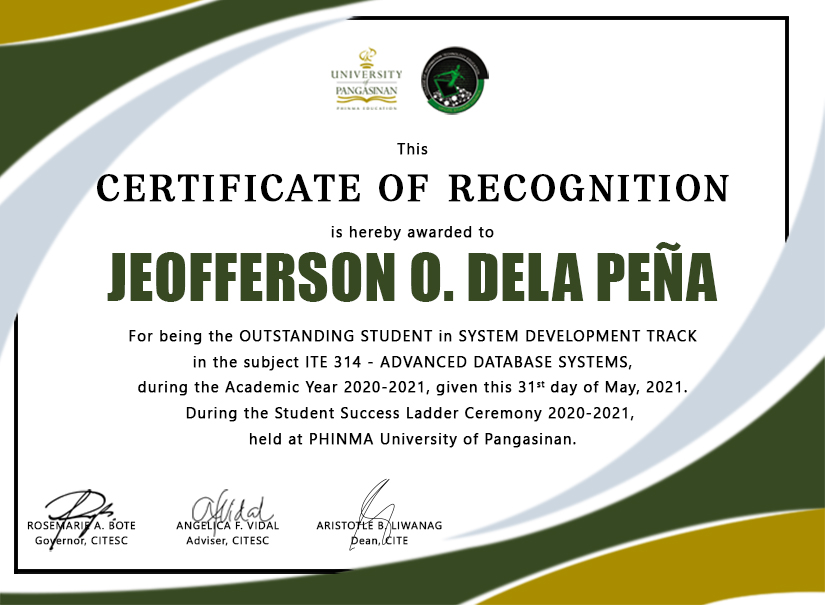 UNIVERSITY
of
PANGASINAN
PHINMA EDUCATION
This
CERTIFICATE OF RECOGNITION
is hereby awarded to
JEOFFERSON O. DELA PEÑA
For being the OUTSTANDING STUDENT in SYSTEM DEVELOPMENT TRACK
in the subject ITE 314 - ADVANCED DATABASE SYSTEMS,
during the Academic Year 2020-2021, given this 31st day of May, 2021.
During the Student Success Ladder Ceremony 2020-2021,
held at PHINMA University of Pangasinan.
ROSEMARIE A. BOTE
Governor, CITESC
ANGELICA F. VIDAL
Adviser, CITESC
ARISTOTLE B. LIWANAG
Dean, CITE